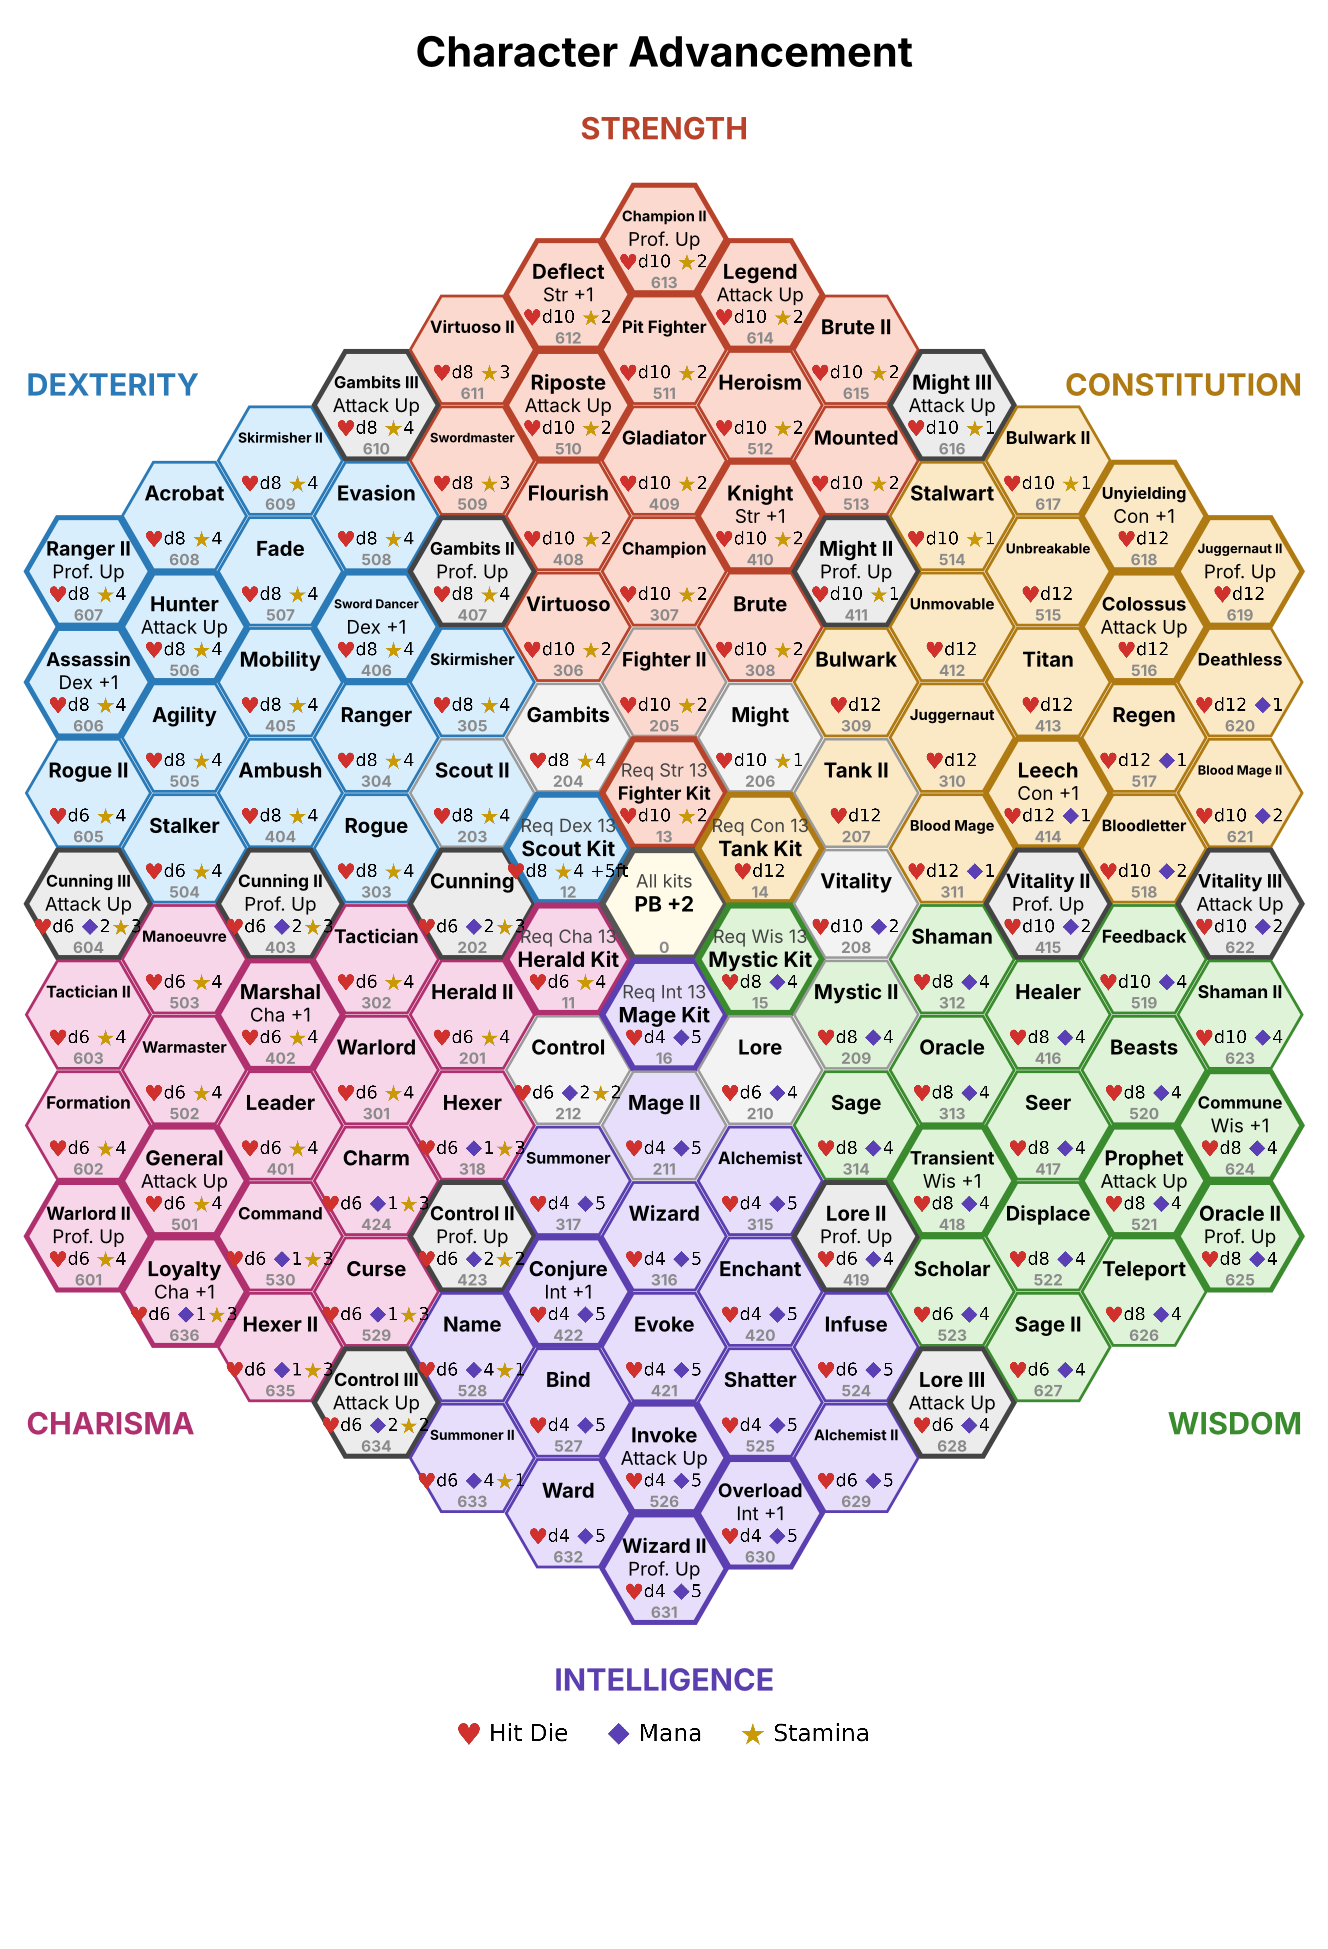 Character Advancement
STRENGTH
Champion II
Prof. Up
♥d10 ★2
613
Deflect
Str +1
♥d10 ★2
612
Legend
Attack Up
♥d10 ★2
614
Virtuoso II
♥d8 ★3
611
Pit Fighter
♥d10 ★2
511
Brute II
♥d10 ★2
615
DEXTERITY
CONSTITUTION
Gambits III
Attack Up
♥d8 ★4
610
Riposte
Attack Up
♥d10 ★2
510
Heroism
♥d10 ★2
512
Might III
Attack Up
♥d10 ★1
616
Skirmisher II
♥d8 ★4
609
Swordmaster
♥d8 ★3
509
Gladiator
♥d10 ★2
409
Mounted
♥d10 ★2
513
Bulwark II
♥d10 ★1
617
Acrobat
♥d8 ★4
608
Evasion
♥d8 ★4
508
Flourish
♥d10 ★2
408
Knight
Str +1
♥d10 ★2
410
Stalwart
♥d10 ★1
514
Unyielding
Con +1
♥d12
618
Ranger II
Prof. Up
♥d8 ★4
607
Fade
♥d8 ★4
507
Gambits II
Prof. Up
♥d8 ★4
407
Champion
♥d10 ★2
307
Might II
Prof. Up
♥d10 ★1
411
Unbreakable
♥d12
515
Juggernaut II
Prof. Up
♥d12
619
Hunter
Attack Up
♥d8 ★4
506
Sword Dancer
Dex +1
♥d8 ★4
406
Virtuoso
♥d10 ★2
306
Brute
♥d10 ★2
308
Unmovable
♥d12
412
Colossus
Attack Up
♥d12
516
Assassin
Dex +1
♥d8 ★4
606
Mobility
♥d8 ★4
405
Skirmisher
♥d8 ★4
305
Fighter II
♥d10 ★2
205
Bulwark
♥d12
309
Titan
♥d12
413
Deathless
♥d12 ◆1
620
Agility
♥d8 ★4
505
Ranger
♥d8 ★4
304
Gambits
♥d8 ★4
204
Might
♥d10 ★1
206
Juggernaut
♥d12
310
Regen
♥d12 ◆1
517
Rogue II
♥d6 ★4
605
Ambush
♥d8 ★4
404
Scout II
♥d8 ★4
203
Req Str 13
Fighter Kit
♥d10 ★2
13
Tank II
♥d12
207
Leech
Con +1
♥d12 ◆1
414
Blood Mage II
♥d10 ◆2
621
Stalker
♥d6 ★4
504
Rogue
♥d8 ★4
303
Req Dex 13
Scout Kit
♥d8 ★4 +5ft
12
Req Con 13
Tank Kit
♥d12
14
Blood Mage
♥d12 ◆1
311
Bloodletter
♥d10 ◆2
518
Cunning III
Attack Up
♥d6 ◆2★3
604
Cunning II
Prof. Up
♥d6 ◆2★3
403
Cunning
♥d6 ◆2★3
202
All kits
PB +2
0
Vitality
♥d10 ◆2
208
Vitality II
Prof. Up
♥d10 ◆2
415
Vitality III
Attack Up
♥d10 ◆2
622
Manoeuvre
♥d6 ★4
503
Tactician
♥d6 ★4
302
Req Cha 13
Herald Kit
♥d6 ★4
11
Req Wis 13
Mystic Kit
♥d8 ◆4
15
Shaman
♥d8 ◆4
312
Feedback
♥d10 ◆4
519
Tactician II
♥d6 ★4
603
Marshal
Cha +1
♥d6 ★4
402
Herald II
♥d6 ★4
201
Req Int 13
Mage Kit
♥d4 ◆5
16
Mystic II
♥d8 ◆4
209
Healer
♥d8 ◆4
416
Shaman II
♥d10 ◆4
623
Warmaster
♥d6 ★4
502
Warlord
♥d6 ★4
301
Control
♥d6 ◆2★2
212
Lore
♥d6 ◆4
210
Oracle
♥d8 ◆4
313
Beasts
♥d8 ◆4
520
Formation
♥d6 ★4
602
Leader
♥d6 ★4
401
Hexer
♥d6 ◆1★3
318
Mage II
♥d4 ◆5
211
Sage
♥d8 ◆4
314
Seer
♥d8 ◆4
417
Commune
Wis +1
♥d8 ◆4
624
General
Attack Up
♥d6 ★4
501
Charm
♥d6 ◆1★3
424
Summoner
♥d4 ◆5
317
Alchemist
♥d4 ◆5
315
Transient
Wis +1
♥d8 ◆4
418
Prophet
Attack Up
♥d8 ◆4
521
Warlord II
Prof. Up
♥d6 ★4
601
Command
♥d6 ◆1★3
530
Control II
Prof. Up
♥d6 ◆2★2
423
Wizard
♥d4 ◆5
316
Lore II
Prof. Up
♥d6 ◆4
419
Displace
♥d8 ◆4
522
Oracle II
Prof. Up
♥d8 ◆4
625
Loyalty
Cha +1
♥d6 ◆1★3
636
Curse
♥d6 ◆1★3
529
Conjure
Int +1
♥d4 ◆5
422
Enchant
♥d4 ◆5
420
Scholar
♥d6 ◆4
523
Teleport
♥d8 ◆4
626
Hexer II
♥d6 ◆1★3
635
Name
♥d6 ◆4★1
528
Evoke
♥d4 ◆5
421
Infuse
♥d6 ◆5
524
Sage II
♥d6 ◆4
627
Control III
Attack Up
♥d6 ◆2★2
634
Bind
♥d4 ◆5
527
Shatter
♥d4 ◆5
525
Lore III
Attack Up
♥d6 ◆4
628
CHARISMA
WISDOM
Summoner II
♥d6 ◆4★1
633
Invoke
Attack Up
♥d4 ◆5
526
Alchemist II
♥d6 ◆5
629
Ward
♥d4 ◆5
632
Overload
Int +1
♥d4 ◆5
630
Wizard II
Prof. Up
♥d4 ◆5
631
INTELLIGENCE
♥ Hit Die ◆ Mana ★ Stamina